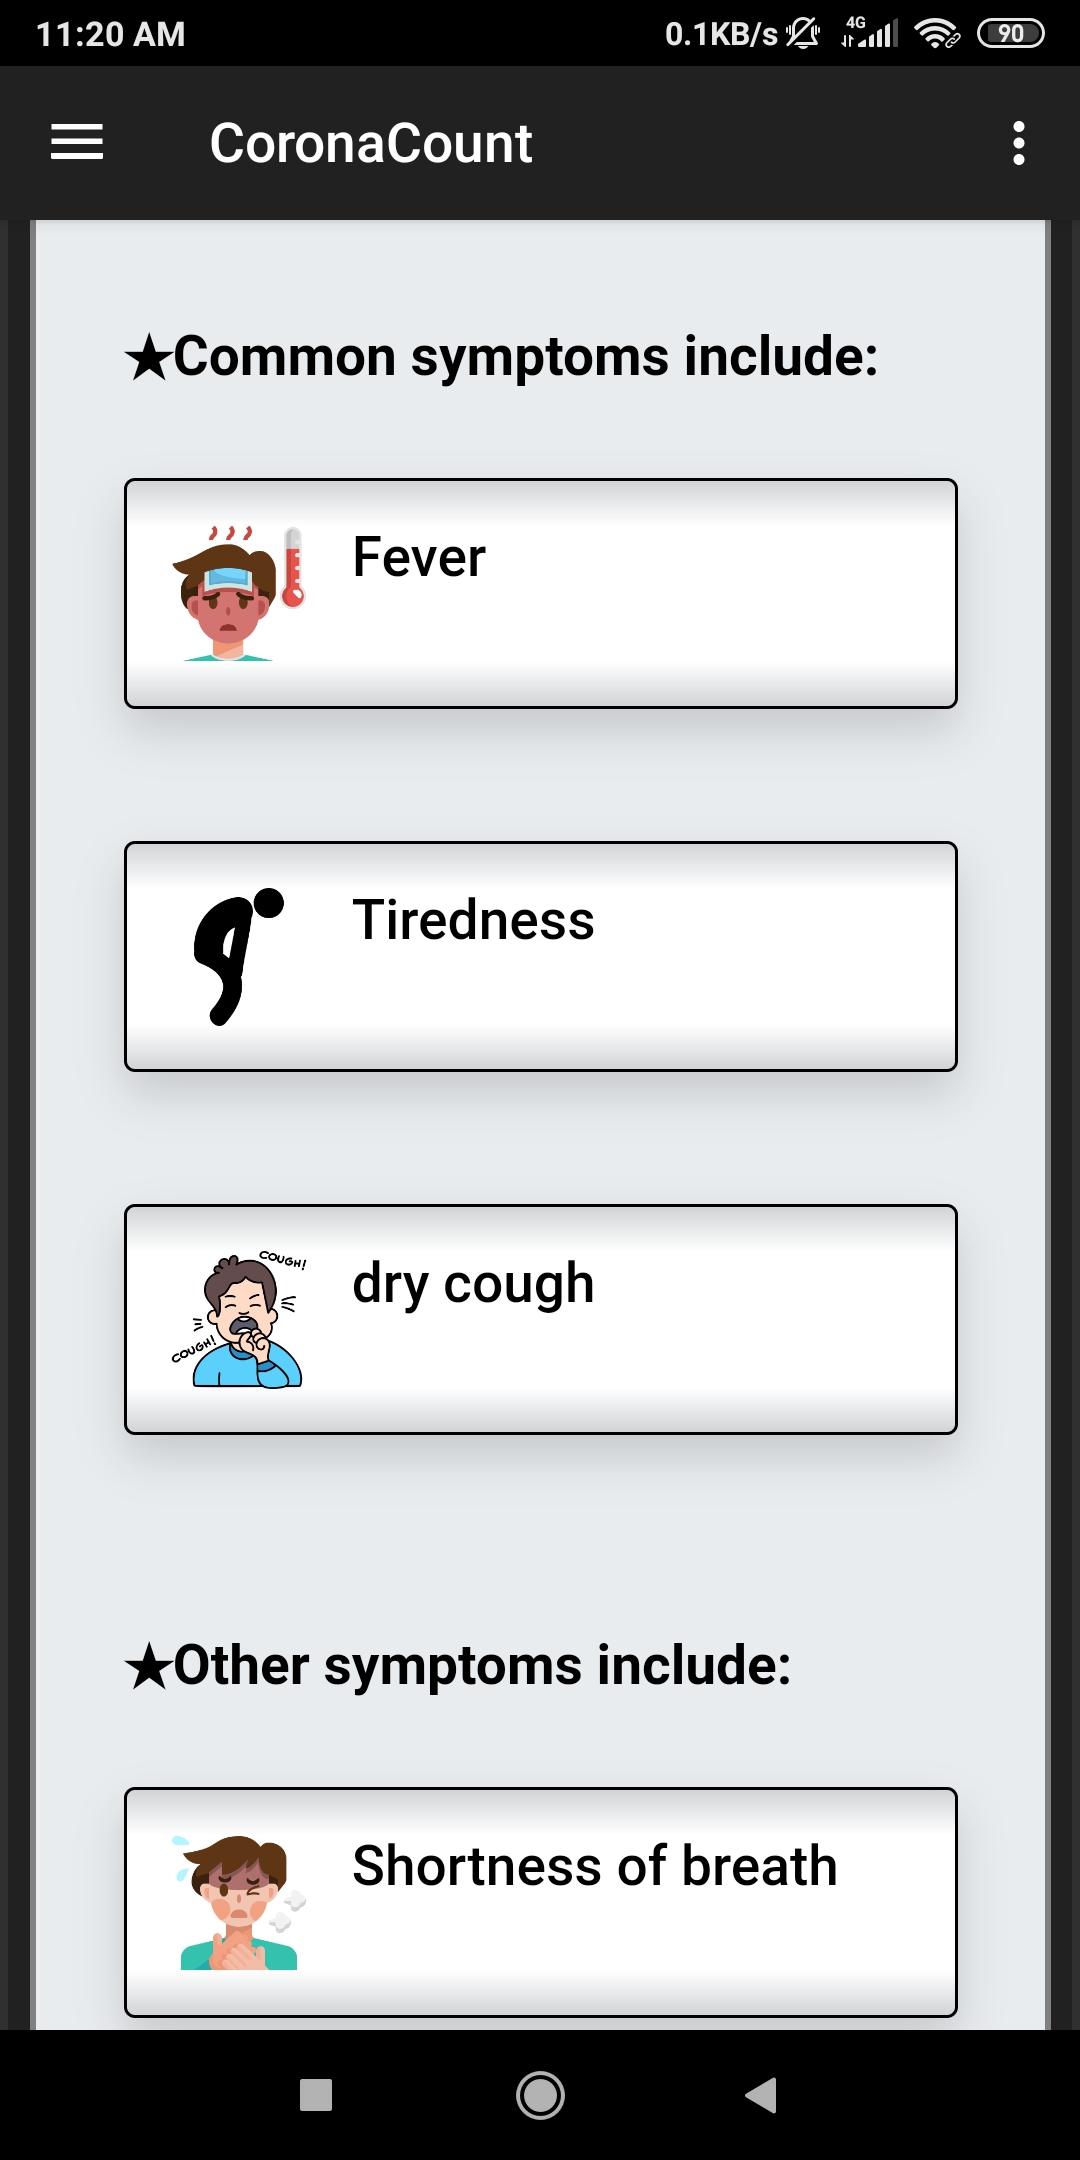 11:20 AM 0.1KB/s 4G 90
CoronaCount
★Common symptoms include:
Fever
Tiredness
COUGH!
dry cough
COUGH!
★Other symptoms include:
Shortness of breath